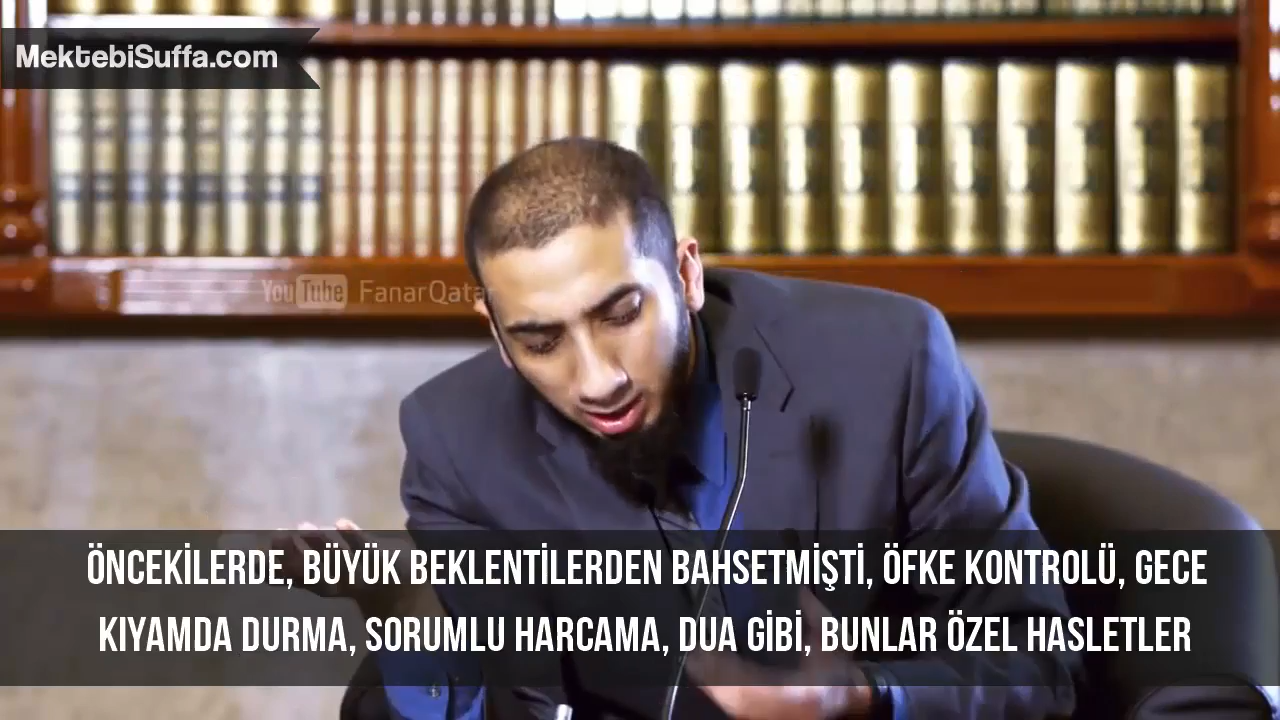 MektebiSuffa.com
YouTube FanarQata
ÖNCEKİLERDE, BÜYÜK BEKLENTİLERDEN BAHSETMİŞTİ, ÖFKE KONTROLÜ, GECE
KIYAMDA DURMA, SORUMLU HARCAMA, DUA GİBİ, BUNLAR ÖZEL HASLETLER